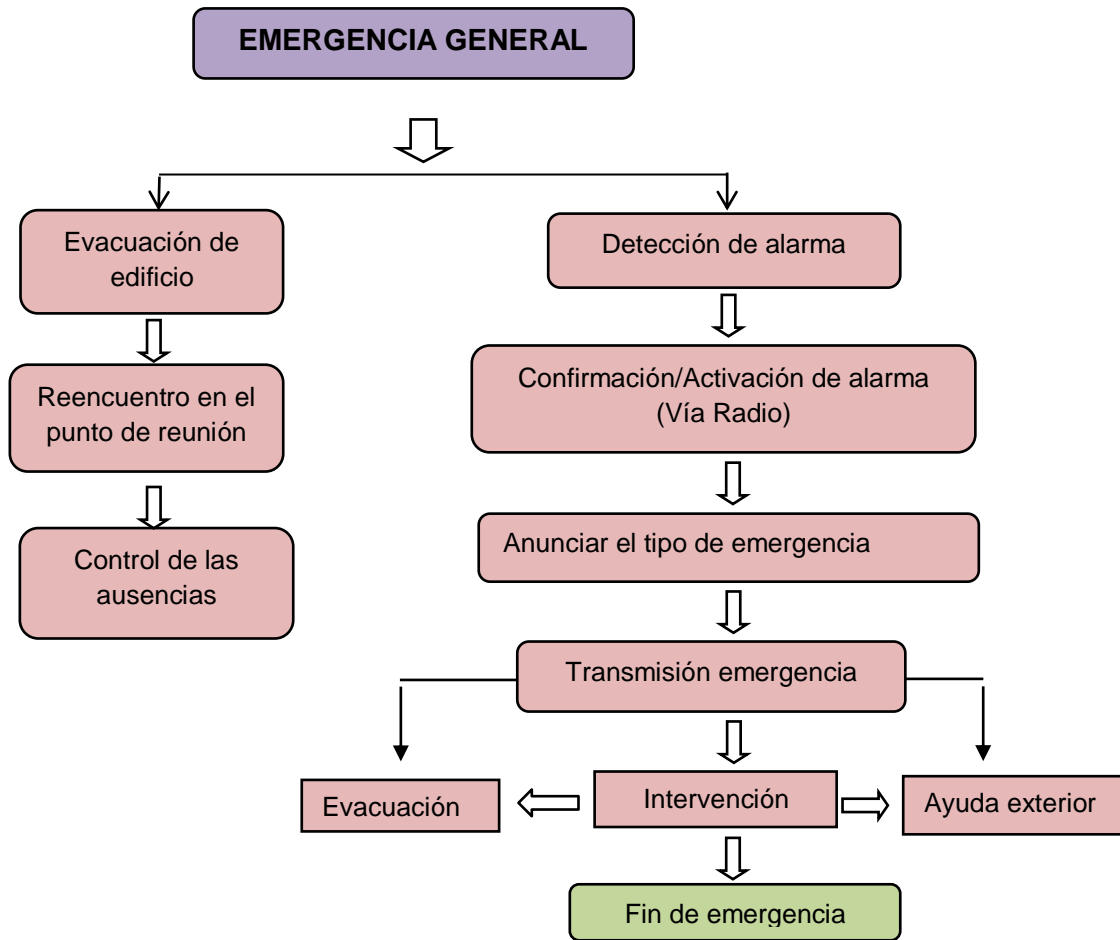 EMERGENCIA GENERAL
Evacuación de
edificio
Reencuentro en el
punto de reunión
Control de las
ausencias
Detección de alarma
Confirmación/Activación de alarma
(Vía Radio)
Anunciar el tipo de emergencia
Transmisión emergencia
Evacuación
Intervención
Ayuda exterior
Fin de emergencia